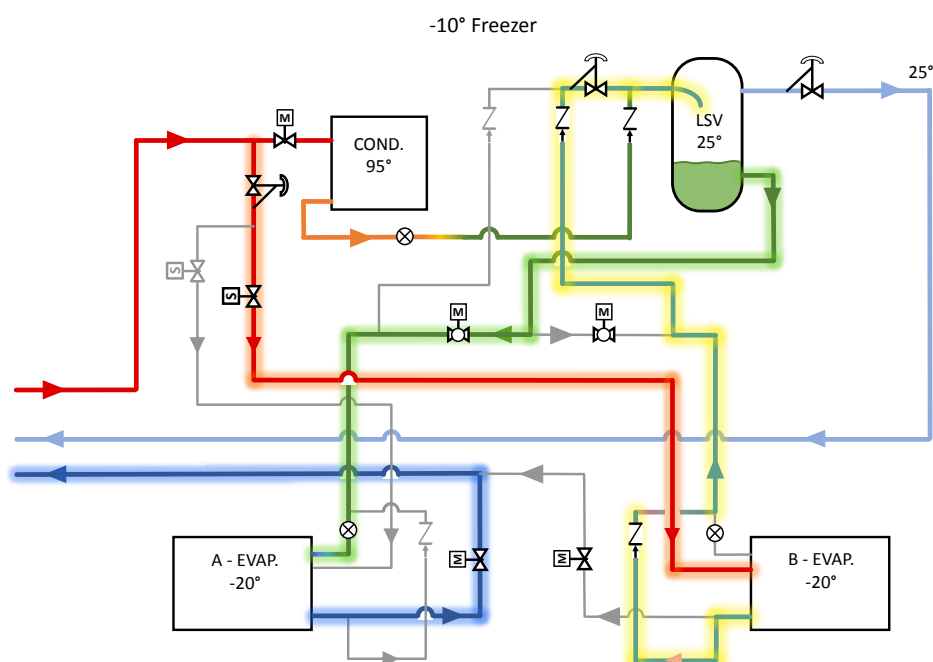 -10° Freezer
25°
M
COND.
95°
LSV
25°
S
S
M
M
A - EVAP.
-20°
M
M
B - EVAP.
-20°